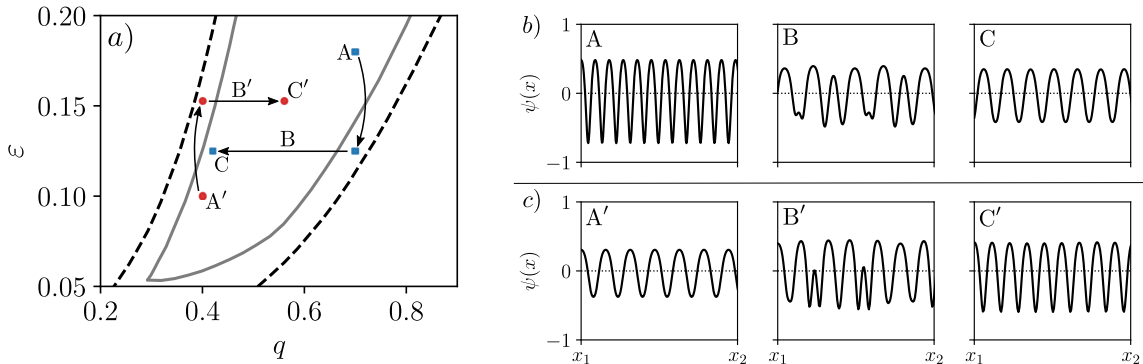 a)
ε
0.20
0.15
0.10
0.05
0.2
0.4
0.6
0.8
q
A
B
C
A′
B′
C′
b)
ψ(x)
1
0
−1
A
B
C
c)
ψ(x)
1
0
−1
A′
B′
C′
x₁
x₂
x₁
x₂
x₁
x₂